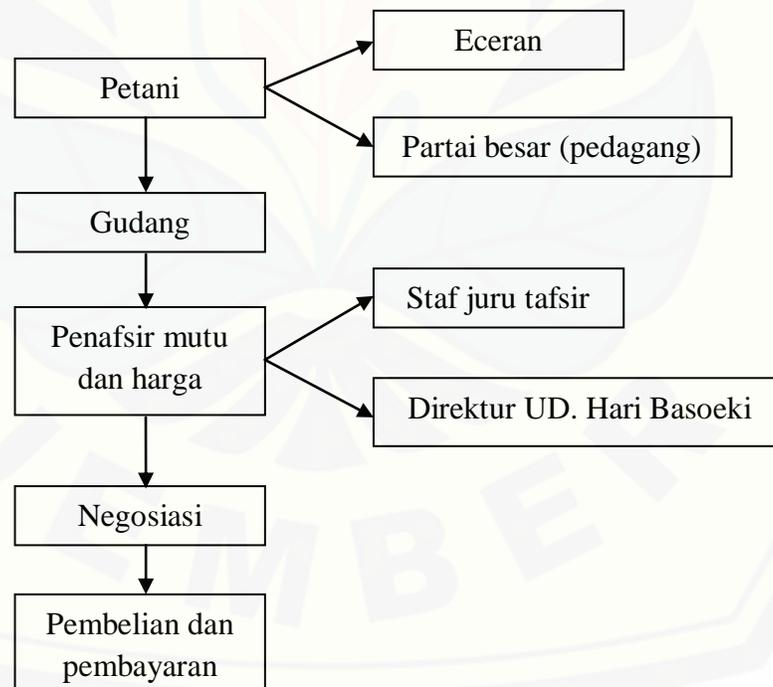 Eceran
Petani
Partai besar (pedagang)
Gudang
Staf juru tafsir
Penafsir mutu
dan harga
Direktur UD. Hari Basoeki
Negosiasi
Pembelian dan
pembayaran
EMBER